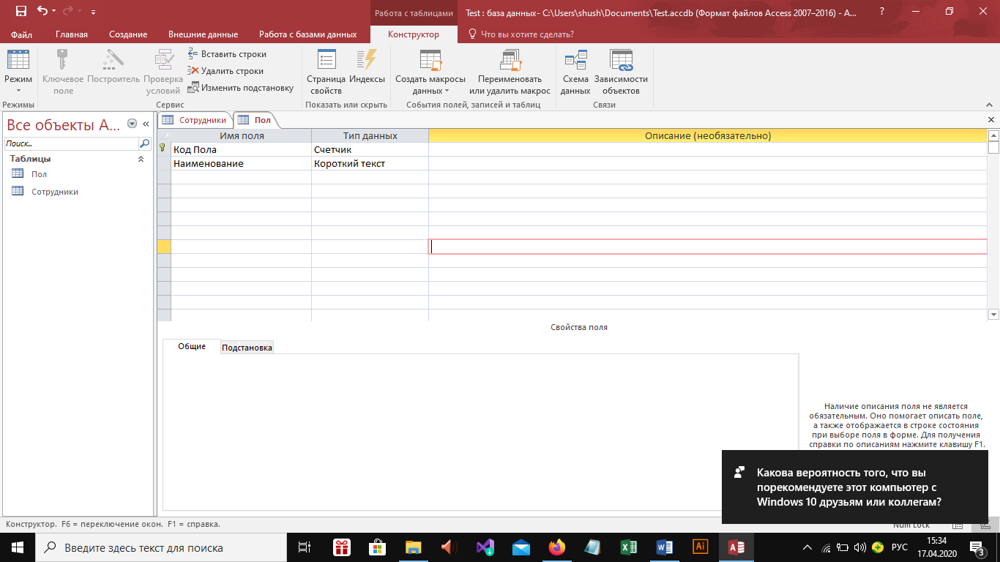 Работа с таблицами
Test : база данных- C:\Users\shush\Documents\Test.accdb (Формат файлов Access 2007–2016) - A...
?
Файл
Главная
Создание
Внешние данные
Работа с базами данных
Конструктор
Что вы хотите сделать?
Режим
Ключевое
поле
Построитель
Проверка
условий
Вставить строки
Удалить строки
Изменить подстановку
Страница
свойств
Индексы
Создать макросы
данных
Переименовать
или удалить макрос
Схема
данных
Зависимости
объектов
Режимы
Сервис
Показать или скрыть
События полей, записей и таблиц
Связи
Все объекты A...
Поиск...
Таблицы
Пол
Сотрудники
Сотрудники
Пол
Имя поля
Тип данных
Описание (необязательно)
Код Пола
Счетчик
Наименование
Короткий текст
Свойства поля
Общие
Подстановка
Наличие описания поля не является
обязательным. Оно помогает описать поле,
а также отображается в строке состояния
при выборе поля в форме. Для получения
справки по описаниям нажмите клавишу F1.
Какова вероятность того, что вы
порекомендуете этот компьютер с
Windows 10 друзьям или коллегам?
Конструктор. F6 = переключение окон. F1 = справка.
Num Lock
Введите здесь текст для поиска
Ai
РУС
15:34
17.04.2020
3